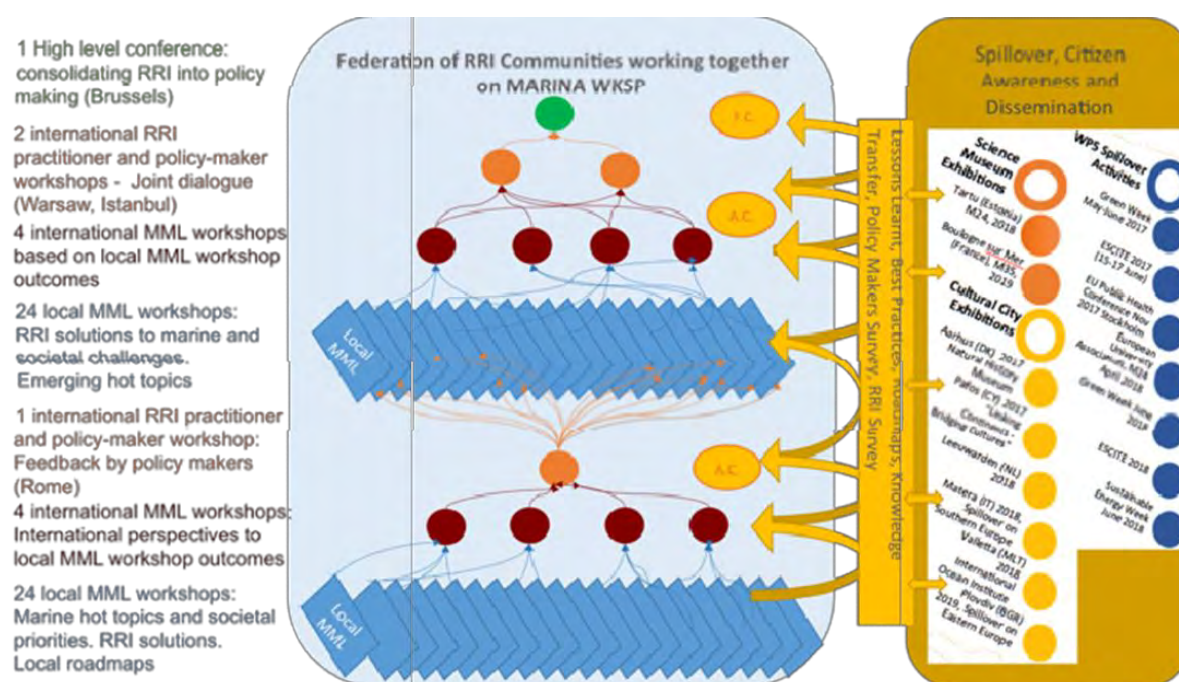 1 High level conference:
consolidating RRI into policy
making (Brussels)
2 international RRI
practitioner and policy-maker
workshops - Joint dialogue
(Warsaw, Istanbul)
4 international MML workshops
based on local MML workshop
outcomes
24 local MML workshops:
RRI solutions to marine and
societal challenges.
Emerging hot topics
1 international RRI practitioner
and policy-maker workshop:
Feedback by policy makers
(Rome)
4 international MML workshops:
International perspectives to
local MML workshop outcomes
24 local MML workshops:
Marine hot topics and societal
priorities. RRI solutions.
Local roadmaps
Federation of RRI Communities working together
on MARINA WKSP
A.C.
Local
MML
Local
MML
Lessons Learnt, Best Practices, Roadmaps, Knowledge
Transfer, Policy Makers Survey, RRI Survey
Spillover, Citizen
Awareness and
Dissemination
Science
Museum
Exhibitions
Tartu (Estonia)
M24, 2018
Boulogne sur Mer
(France), M35,
2019
Cultural City
Exhibitions
Aarhus (DK), 2017
Natural History
Museum
Pafos (CY) 2017
"Linking
Continents -
Bridging cultures"
Leeuwarden (NL)
2018
Matera (IT) 2018,
Spillover on
Southern Europe
Valletta (MLT)
2018
International
Ocean Institute
Plovdiv (BGR)
2019, Spillover on
Eastern Europe
WP5 Spillover
Activities
Green Week
May-June 2017
ESCITE 2017
(15-17 June)
EU Public Health
Conference Nov
2017 Stockholm
European
University
April 2018
Green Week June
2018
ESCITE 2018
Sustainable
Energy Week
June 2018